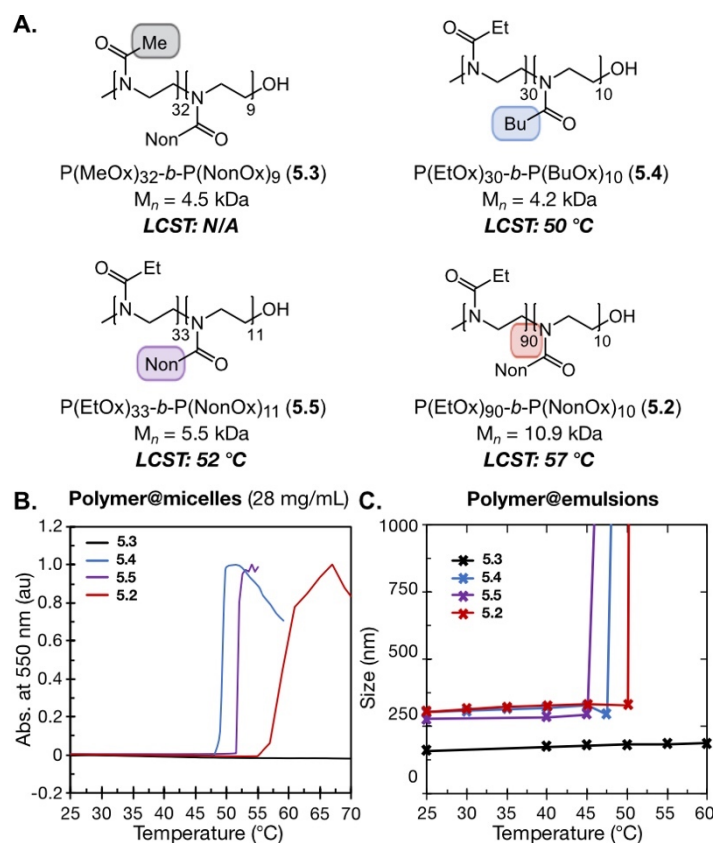 A.
O Me
N N OH
32 9
Non O
P(MeOx)32-b-P(NonOx)9 (5.3)
Mn = 4.5 kDa
LCST: N/A
O Et
N N OH
30 10
Bu O
P(EtOx)30-b-P(BuOx)10 (5.4)
Mn = 4.2 kDa
LCST: 50 °C
O Et
N N OH
33 11
Non O
P(EtOx)33-b-P(NonOx)11 (5.5)
Mn = 5.5 kDa
LCST: 52 °C
O Et
N N OH
90 10
Non O
P(EtOx)90-b-P(NonOx)10 (5.2)
Mn = 10.9 kDa
LCST: 57 °C
B. Polymer@micelles (28 mg/mL)
Abs. at 550 nm (au)
1.2
1.0
0.8
0.6
0.4
0.2
0
-0.2
5.3
5.4
5.5
5.2
25 30 35 40 45 50 55 59 65 70
Temperature (°C)
C. Polymer@emulsions
Size (nm)
1000
750
500
250
0
5.3
5.4
5.5
5.2
25 30 35 40 45 50 55 60
Temperature (°C)